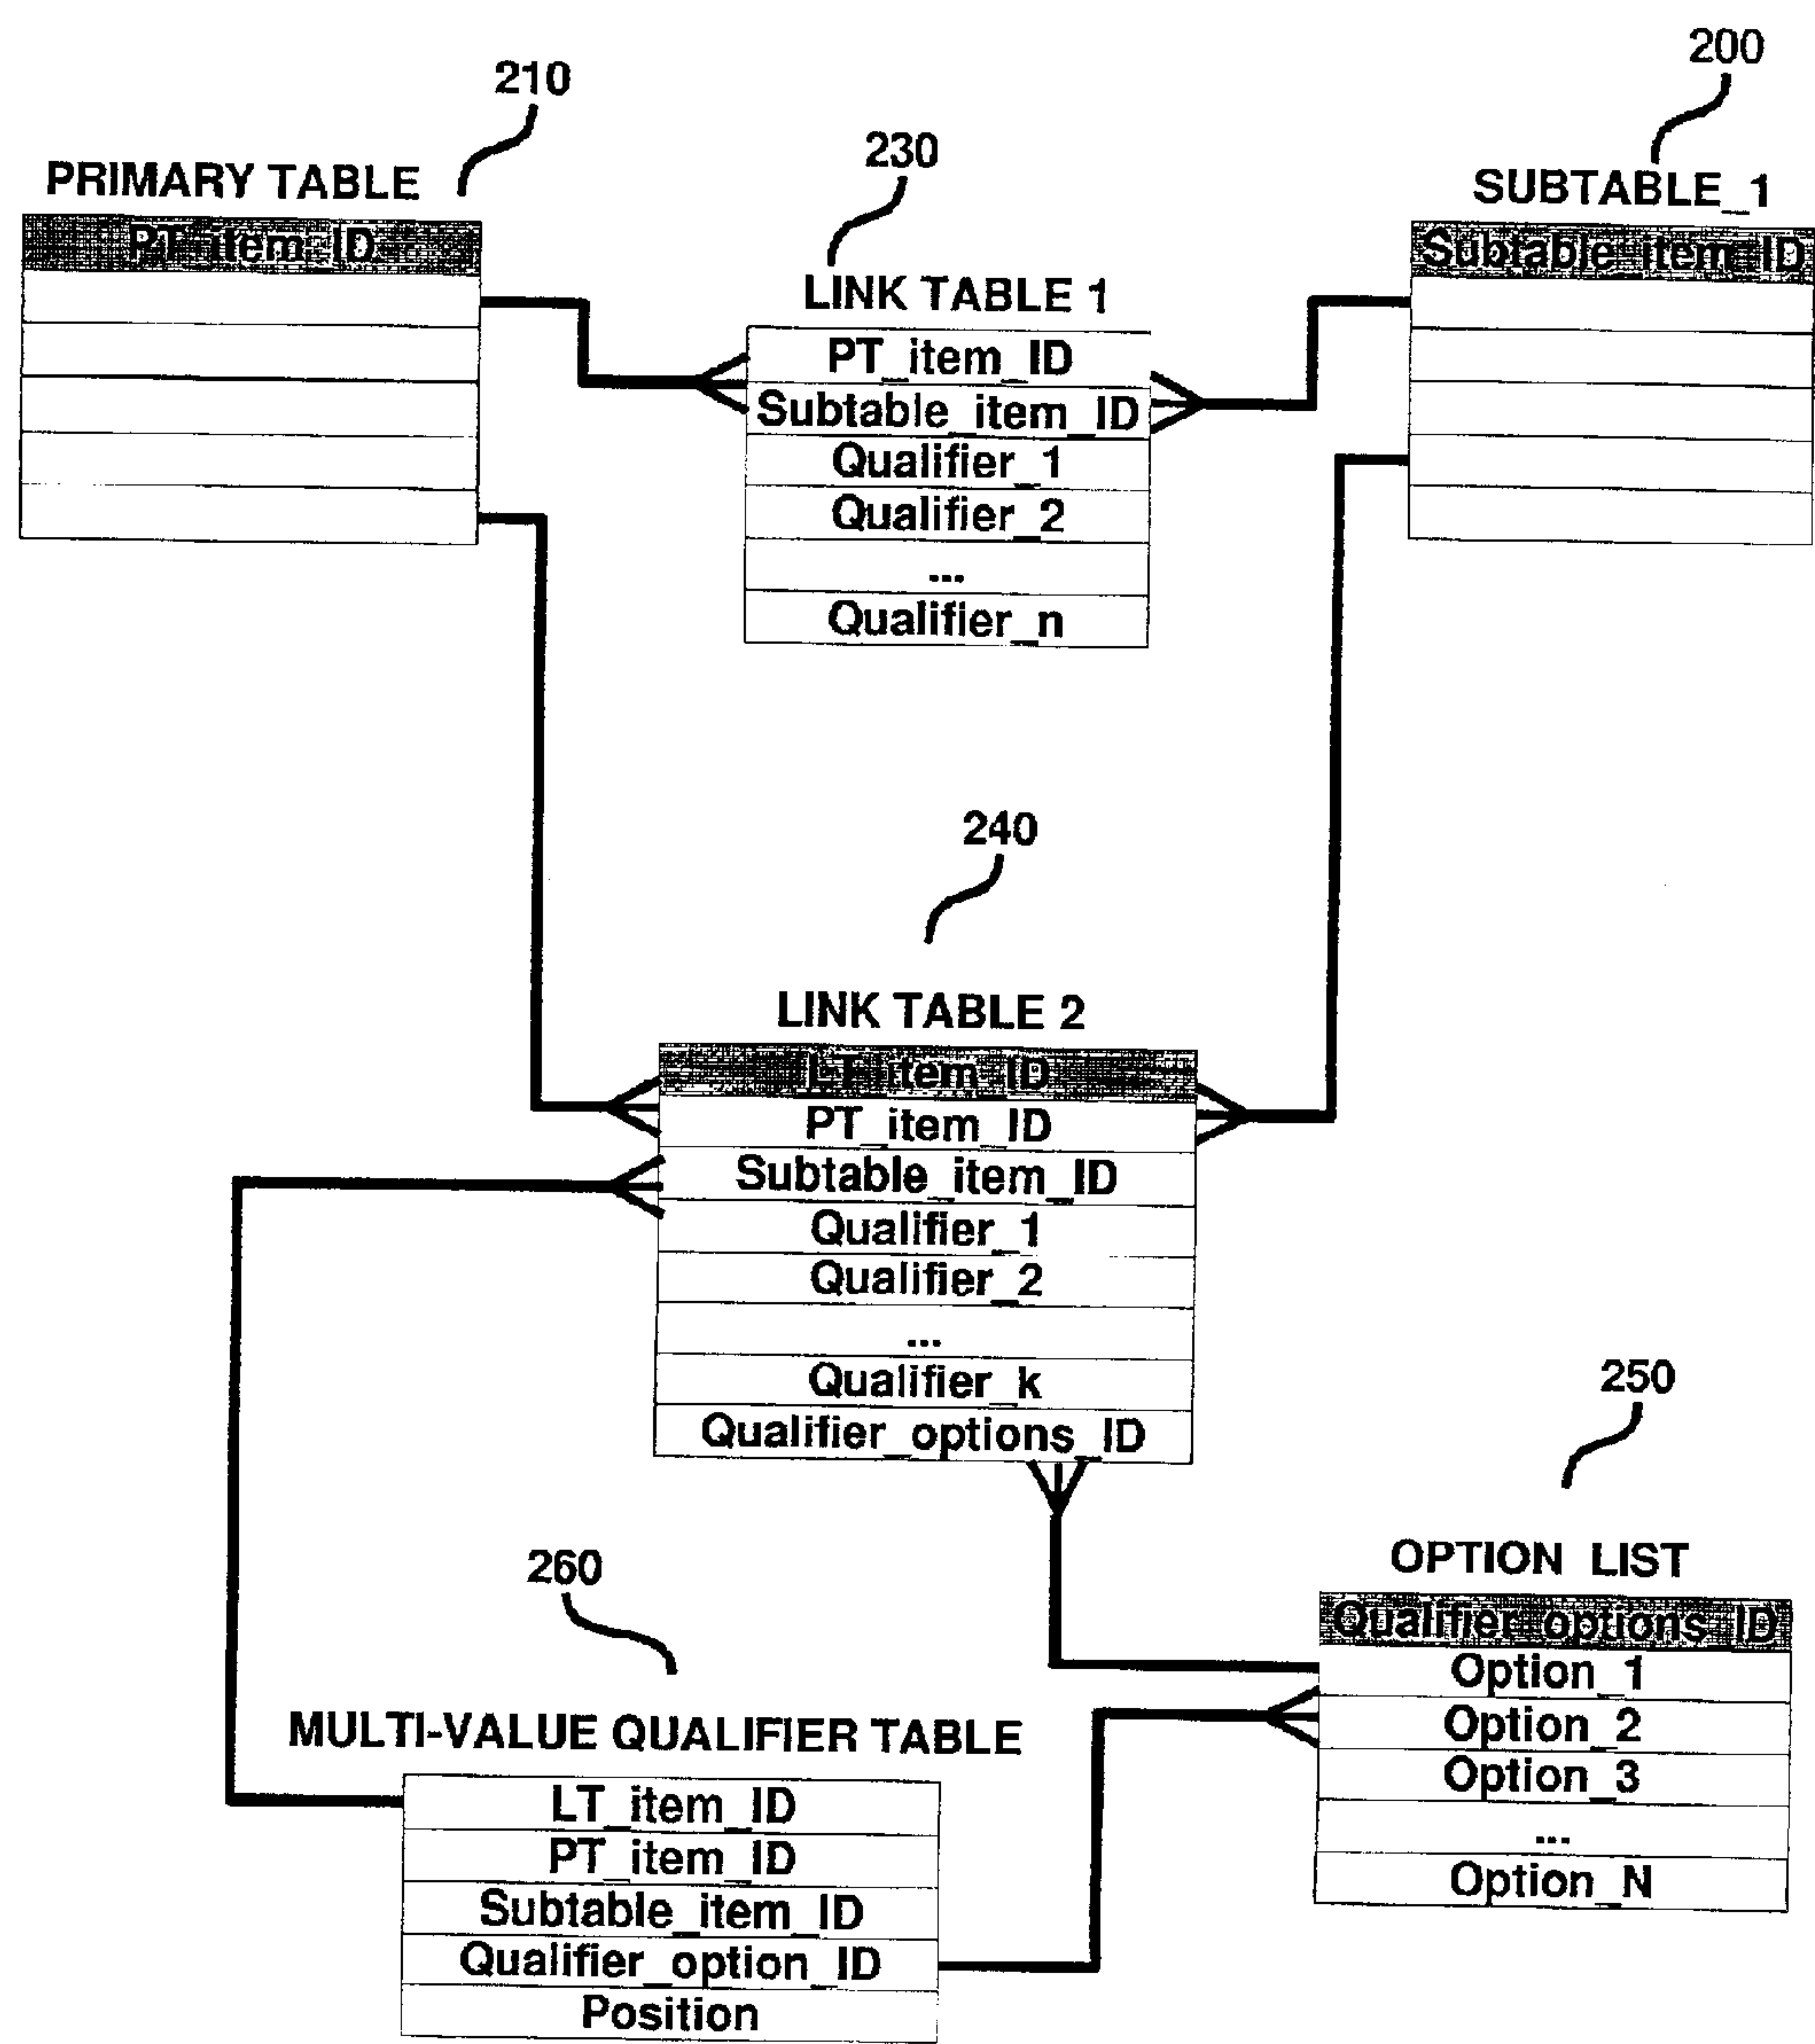 210
200
230
PRIMARY TABLE
PT_item_ID
SUBTABLE_1
Subtable_item_ID
LINK TABLE 1
PT_item_ID
Subtable_item_ID
Qualifier_1
Qualifier_2
...
Qualifier_n
240
LINK TABLE 2
LT_item_ID
PT_item_ID
Subtable_item_ID
Qualifier_1
Qualifier_2
...
Qualifier_k
Qualifier_options_ID
250
OPTION LIST
Qualifier_options_ID
Option_1
Option_2
Option_3
...
Option_N
260
MULTI-VALUE QUALIFIER TABLE
LT_item_ID
PT_item_ID
Subtable_item_ID
Qualifier_option_ID
Position